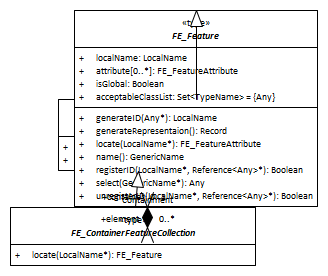 «type»
FE_Feature
+ localName: LocalName
+ attribute[0..*]: FE_FeatureAttribute
+ isGlobal: Boolean
+ acceptableClassList: Set<TypeName> = {Any}
+ generateID(Any*): LocalName
+ generateRepresentaion(): Record
+ locate(LocalName*): FE_FeatureAttribute
+ name(): GenericName
+ registerID(LocalName*, Reference<Any>*): Boolean
+ select(GenericName*): Any
+ (LocalName*, Reference<Any>*): Boolean
+
+
containment
+element 0..*
«type»
FE_ContainerFeatureCollection
+ locate(LocalName*): FE_Feature